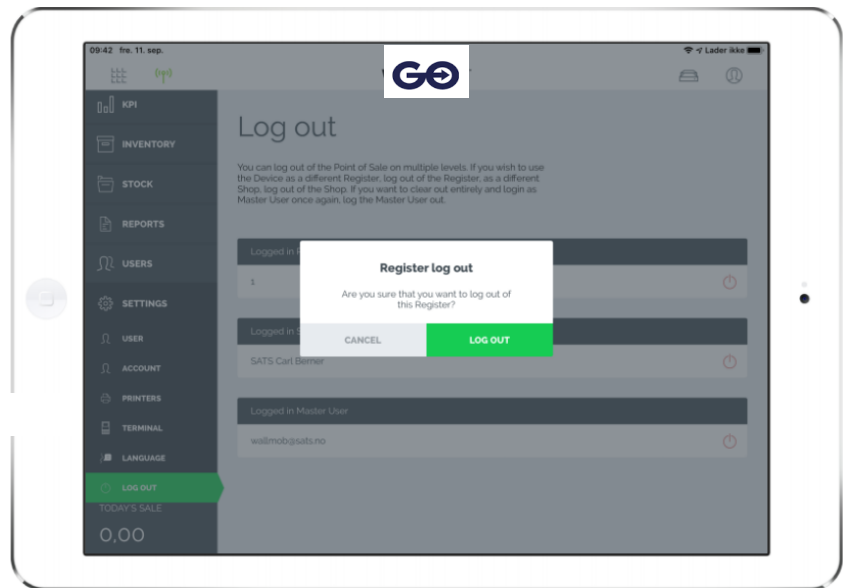 09:42 fre. 11. sep.
Lader ikke
GO
KPI
INVENTORY
STOCK
REPORTS
USERS
SETTINGS
USER
ACCOUNT
PRINTERS
TERMINAL
LANGUAGE
LOG OUT
TODAY'S SALE
0,00
Log out
You can log out of the Point of Sale on multiple levels. If you wish to use
the Device as a different Register, log out of the Register, as a different
Shop, log out of the Shop. If you want to clear out entirely and login as
Master User once again, log the Master User out.
Logged in
1
Register log out
Are you sure that you want to log out of
this Register?
CANCEL
LOG OUT
Logged in
SATS Carl Berner
Logged in Master User
wallmob@sats.no